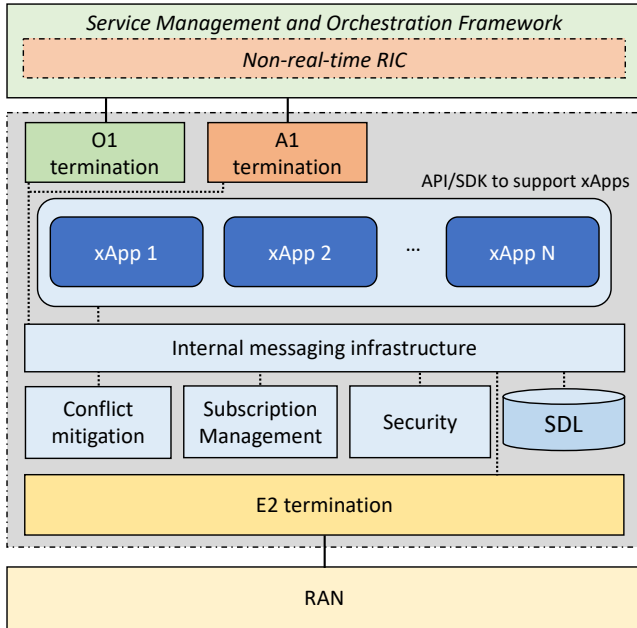 Service Management and Orchestration Framework
Non-real-time RIC
O1
termination
A1
termination
API/SDK to support xApps
xApp 1
xApp 2
...
xApp N
Internal messaging infrastructure
Conflict
mitigation
Subscription
Management
Security
SDL
E2 termination
RAN